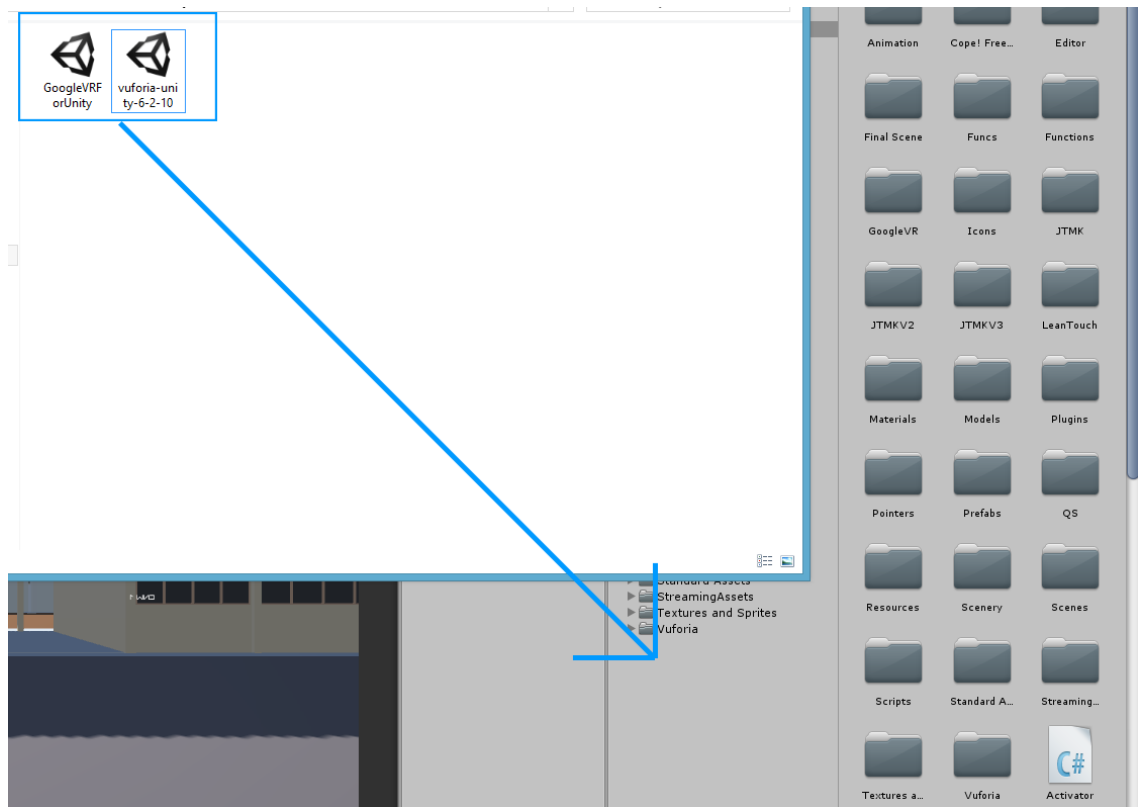 GoogleVRF
orUnity
vuforia-uni
ty-6-2-10
Animation
Cope! Free...
Editor
Final Scene
Funcs
Functions
GoogleVR
Icons
JTMK
JTMKV2
JTMKV3
LeanTouch
Materials
Models
Plugins
Pointers
Prefabs
QS
Standard Assets
StreamingAssets
Textures and Sprites
Vuforia
Resources
Scenery
Scenes
Scripts
Standard A...
Streaming...
C#
Textures a...
Vuforia
Activator